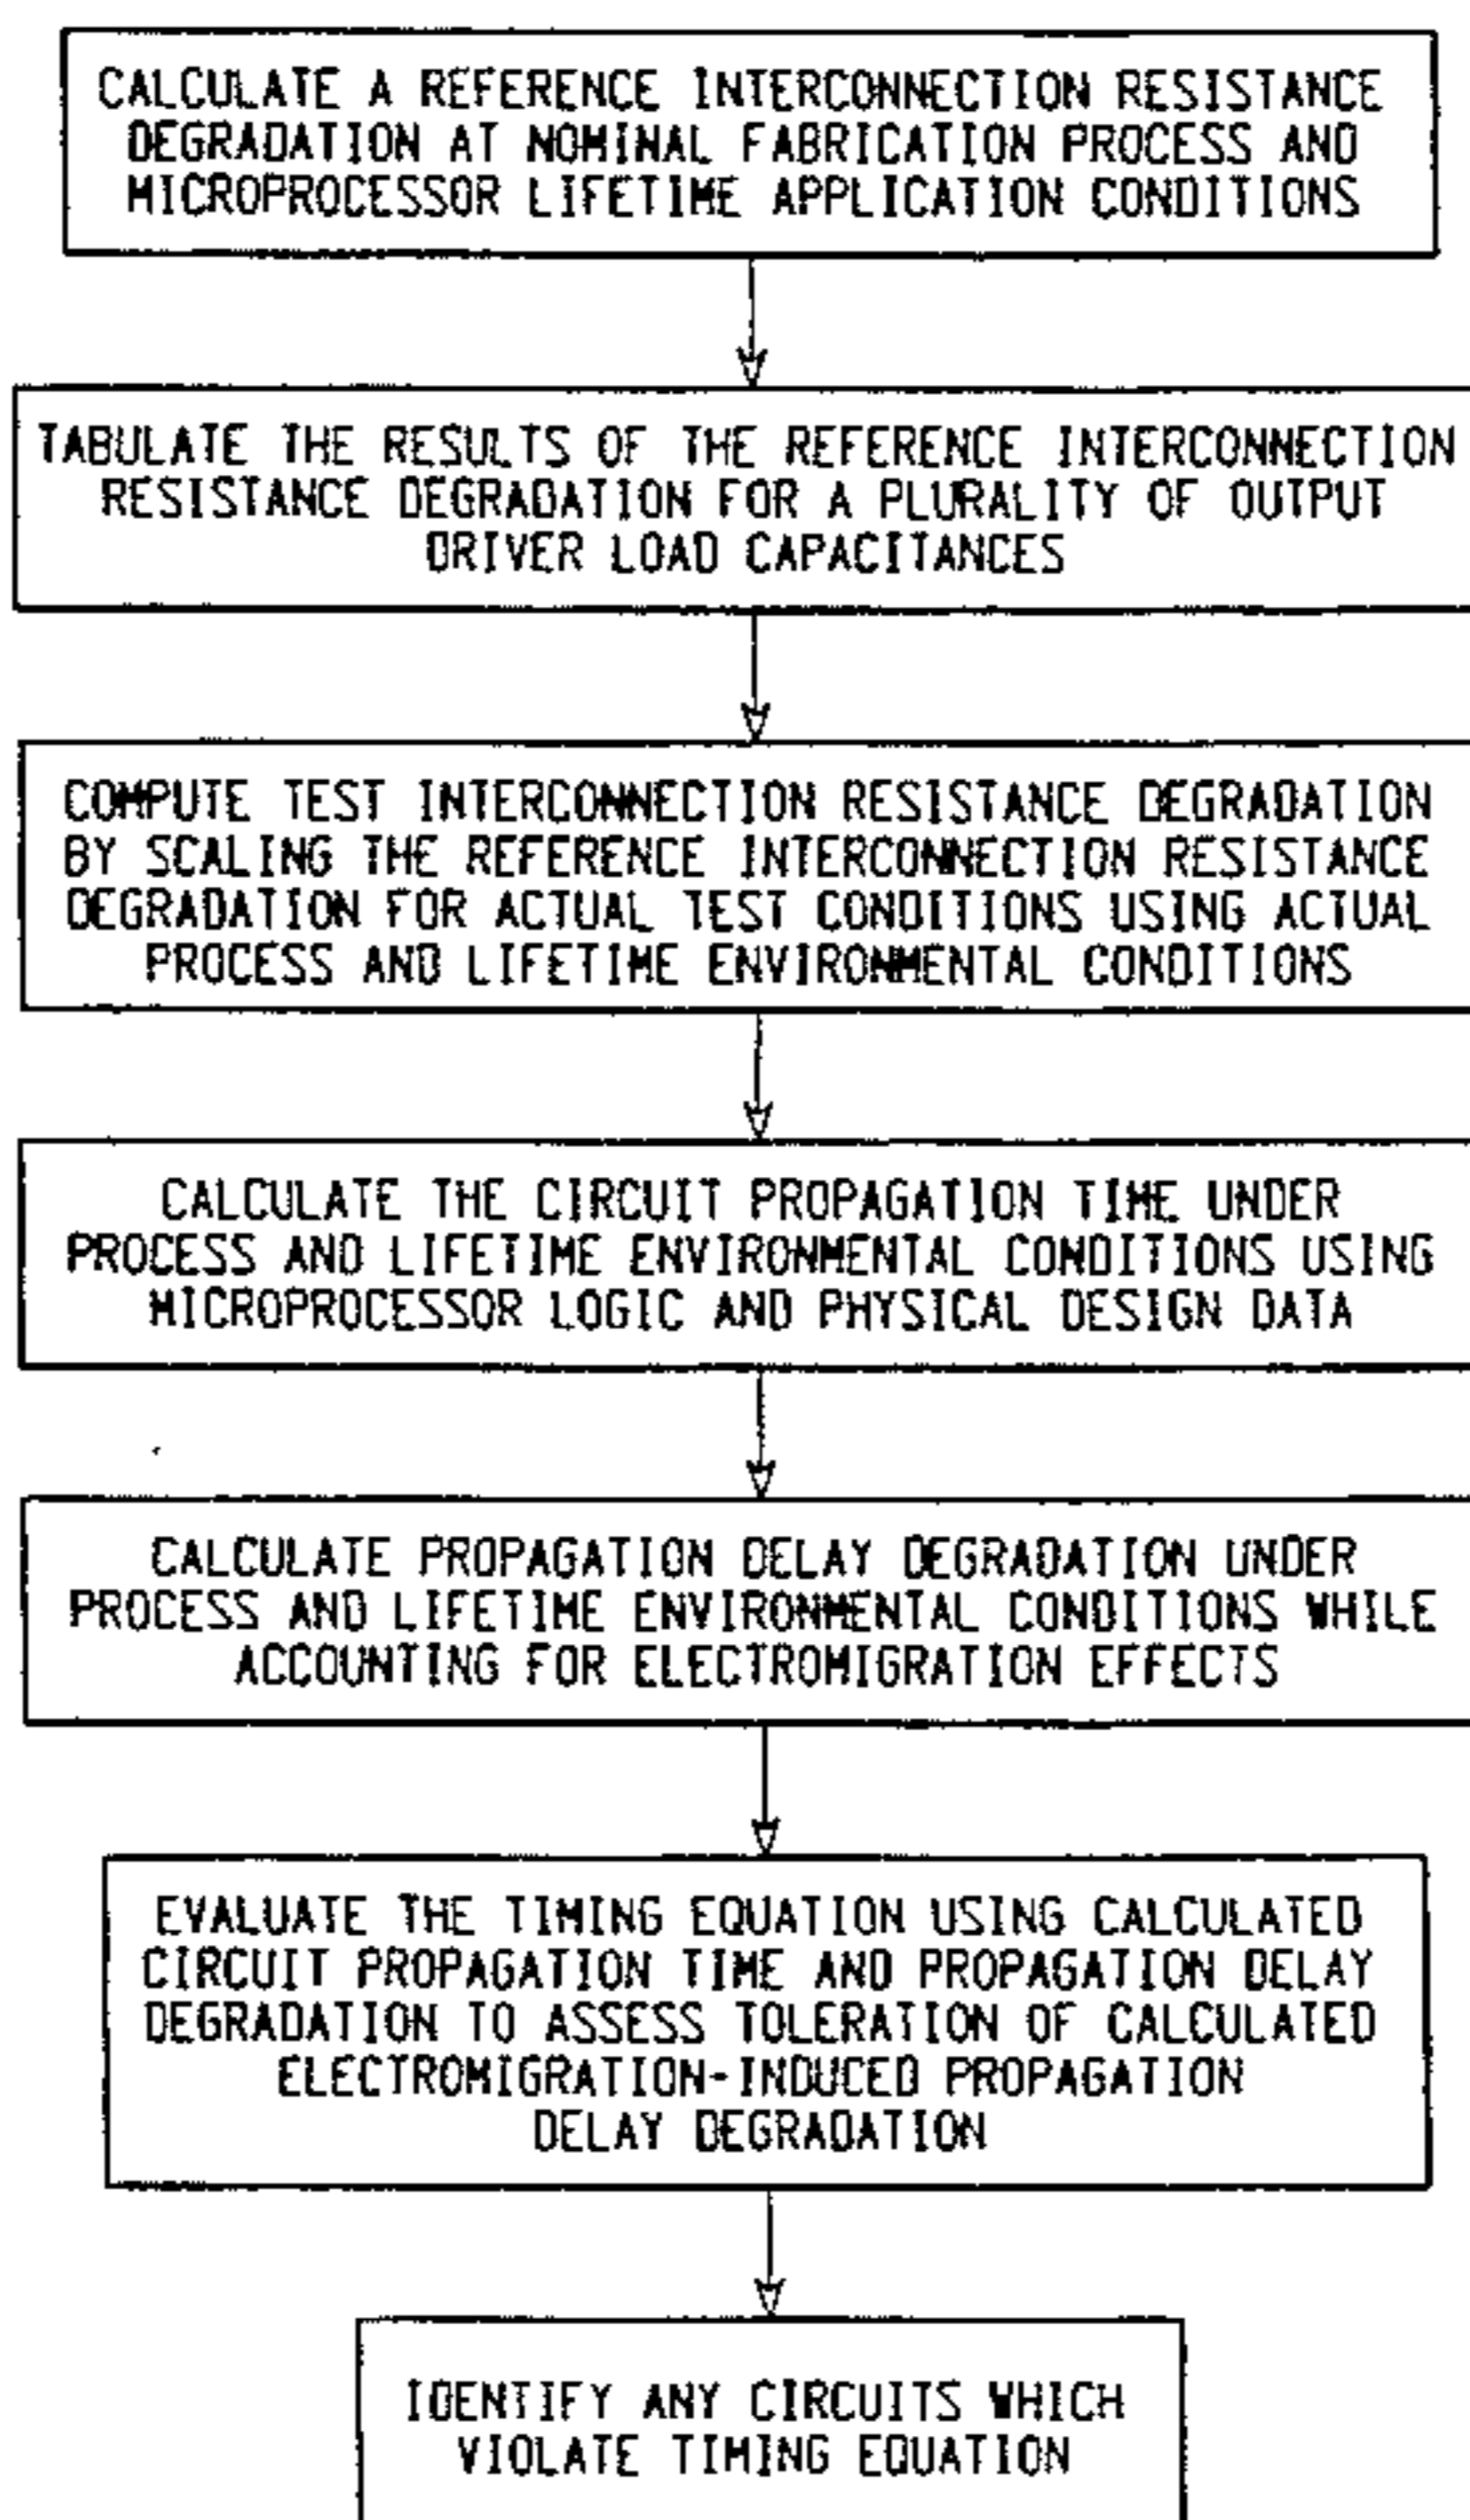 CALCULATE A REFERENCE INTERCONNECTION RESISTANCE
DEGRADATION AT NOMINAL FABRICATION PROCESS AND
MICROPROCESSOR LIFETIME APPLICATION CONDITIONS
TABULATE THE RESULTS OF THE REFERENCE INTERCONNECTION
RESISTANCE DEGRADATION FOR A PLURALITY OF OUTPUT
DRIVER LOAD CAPACITANCES
COMPUTE TEST INTERCONNECTION RESISTANCE DEGRADATION
BY SCALING THE REFERENCE INTERCONNECTION RESISTANCE
DEGRADATION FOR ACTUAL TEST CONDITIONS USING ACTUAL
PROCESS AND LIFETIME ENVIRONMENTAL CONDITIONS
CALCULATE THE CIRCUIT PROPAGATION TIME UNDER
PROCESS AND LIFETIME ENVIRONMENTAL CONDITIONS USING
MICROPROCESSOR LOGIC AND PHYSICAL DESIGN DATA
CALCULATE PROPAGATION DELAY DEGRADATION UNDER
PROCESS AND LIFETIME ENVIRONMENTAL CONDITIONS WHILE
ACCOUNTING FOR ELECTROMIGRATION EFFECTS
EVALUATE THE TIMING EQUATION USING CALCULATED
CIRCUIT PROPAGATION TIME AND PROPAGATION DELAY
DEGRADATION TO ASSESS TOLERATION OF CALCULATED
ELECTROMIGRATION-INDUCED PROPAGATION
DELAY DEGRADATION
IDENTIFY ANY CIRCUITS WHICH
VIOLATE TIMING EQUATION